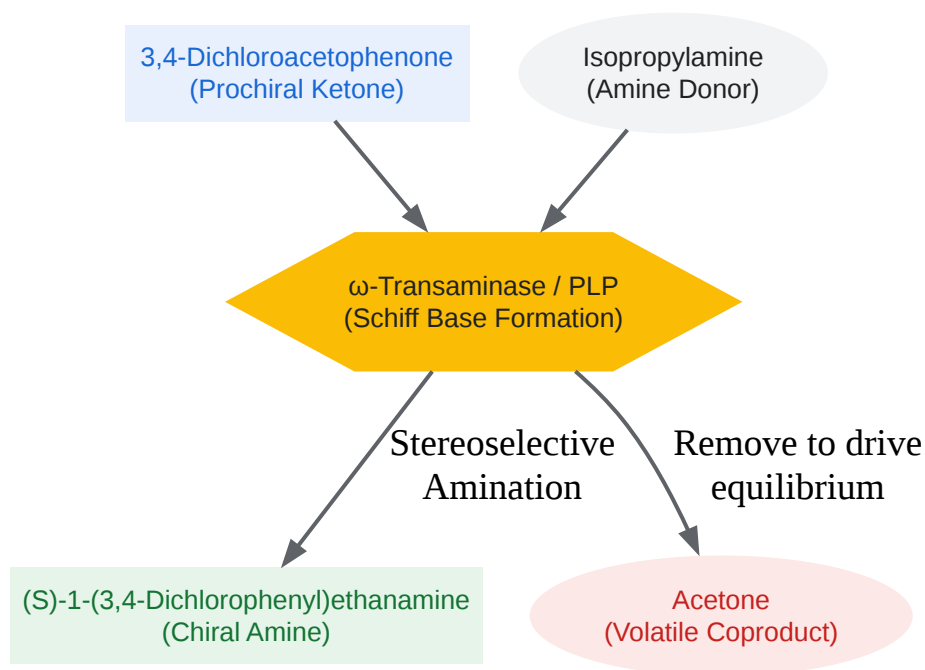 3,4-Dichloroacetophenone
(Prochiral Ketone)
Isopropylamine
(Amine Donor)
ω-Transaminase / PLP
(Schiff Base Formation)
Stereoselective
Amination
Remove to drive
equilibrium
(S)-1-(3,4-Dichlorophenyl)ethanamine
(Chiral Amine)
Acetone
(Volatile Coproduct)